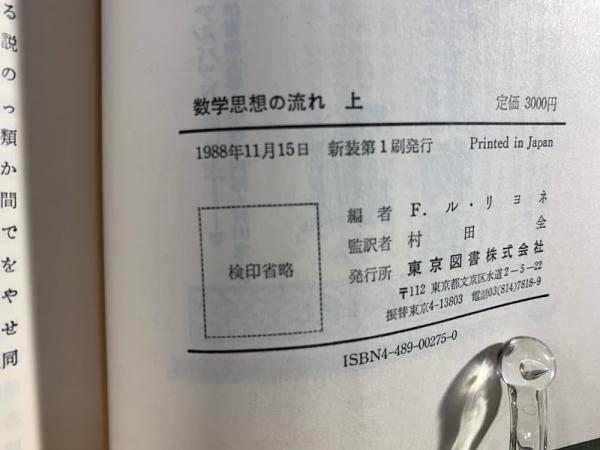 数学思想の流れ 上 定価 3000円
1988年11月15日 新装第1刷発行 Printed in Japan
検印省略
編者 F. ル・リヨネ
監訳者 村田全
発行所 東京図書株式会社
〒112 東京都文京区水道2-5-22
振替東京4-13803 電話03(814)7818-9
ISBN4-489-00275-0
る
説
の
っ
類
か
間
で
を
や
せ
同